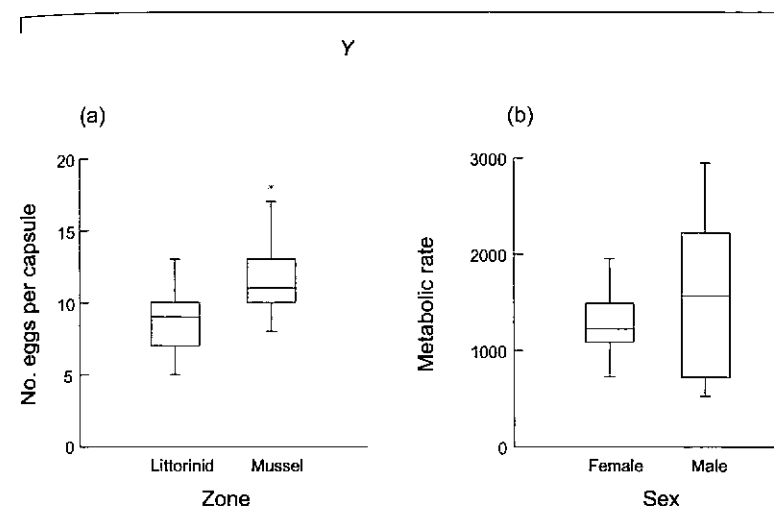 Y
(a)
(b)
No. eggs per capsule
20
15
10
5
0
Littorinid Mussel
Zone
Metabolic rate
3000
2000
1000
0
Female Male
Sex